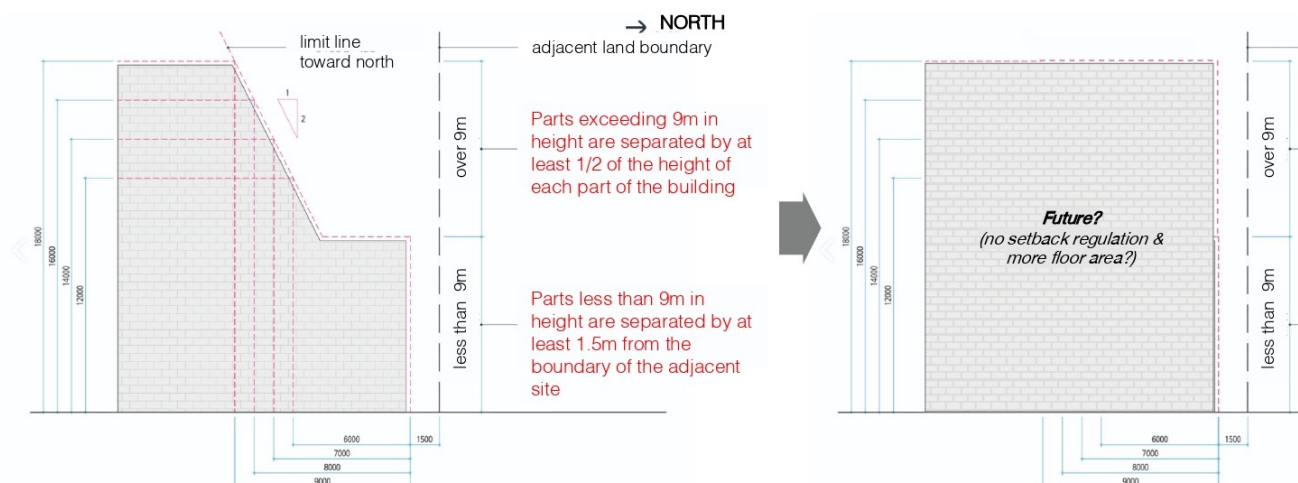 → NORTH
limit line
toward north
adjacent land boundary
1
2
Parts exceeding 9m in
height are separated by at
least 1/2 of the height of
each part of the building
over 9m
18000
16000
14000
12000
Parts less than 9m in
height are separated by at
least 1.5m from the
boundary of the adjacent
site
less than 9m
6000
1500
7000
8000
9000
Future?
(no setback regulation &
more floor area?)
over 9m
18000
16000
14000
12000
less than 9m
6000
1500
7000
8000
9000